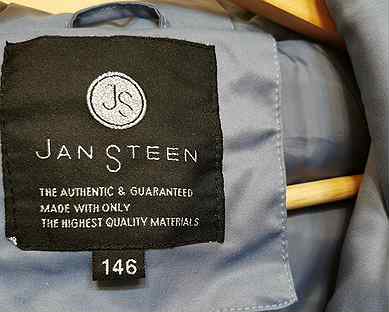 JS
JAN STEEN
THE AUTHENTIC & GUARANTEED
MADE WITH ONLY
THE HIGHEST QUALITY MATERIALS
146